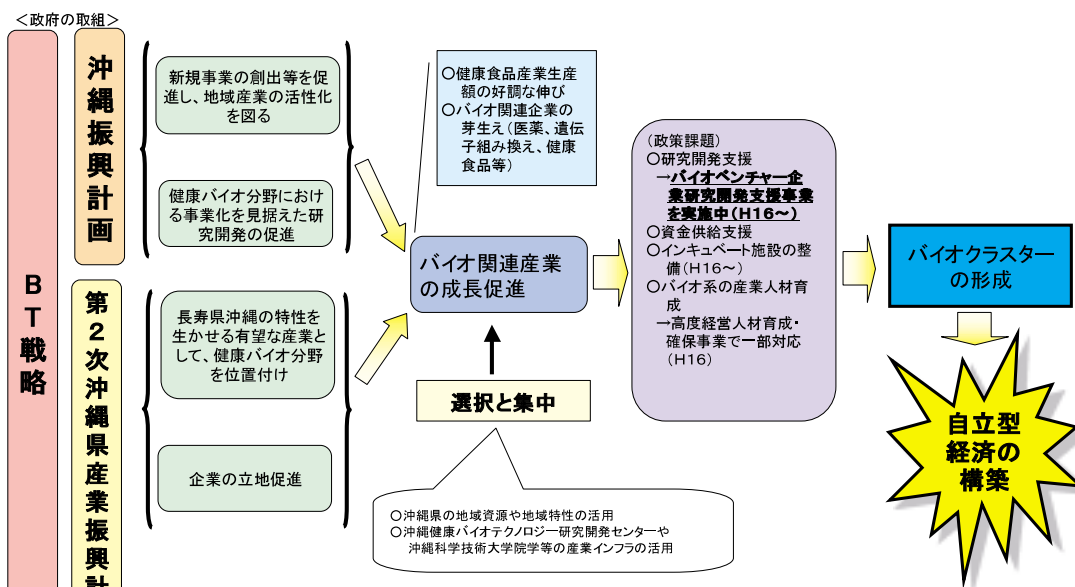 ＜政府の取組＞
BT戦略
沖縄振興計画
第2次沖縄県産業振興計
新規事業の創出等を促
進し、地域産業の活性化
を図る
健康バイオ分野におけ
る事業化を見据えた研
究開発の促進
長寿県沖縄の特性を
生かせる有望な産業と
して、健康バイオ分野
を位置付け
企業の立地促進
○健康食品産業生産
額の好調な伸び
○バイオ関連企業の
芽生え（医薬、遺伝
子組み換え、健康
食品等）
バイオ関連産業
の成長促進
選択と集中
○沖縄県の地域資源や地域特性の活用
○沖縄健康バイオテクノロジー研究開発センターや
沖縄科学技術大学院学等の産業インフラの活用
（政策課題）
○研究開発支援
→バイオベンチャー企
業研究開発支援事業
を実施中（H16～）
○資金供給支援
○インキュベート施設の整
備（H16～）
○バイオ系の産業人材育
成
→高度経営人材育成・
確保事業で一部対応
（H16）
バイオクラスター
の形成
自立型
経済の
構築